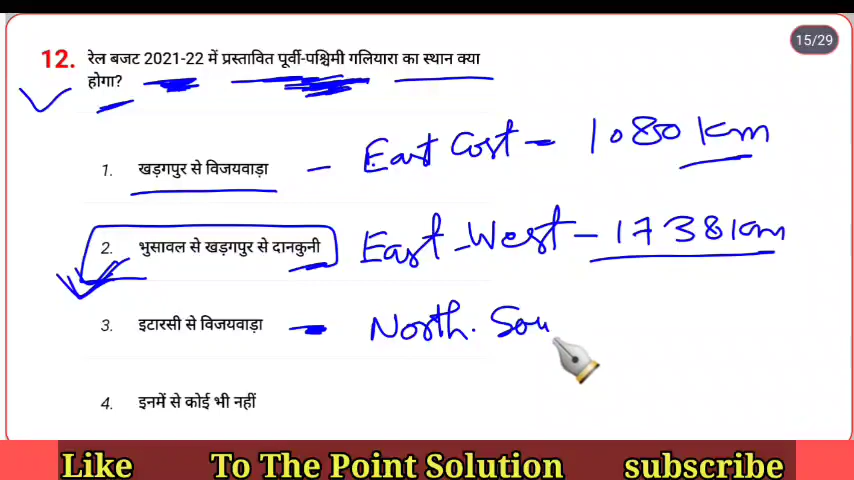 15/29
12. रेल बजट 2021-22 में प्रस्तावित पूर्वी-पश्चिमी गलियारा का स्थान क्या
होगा?
1. खड़गपुर से विजयवाड़ा - East Cost - 1080 km
2. भुसावल से खड़गपुर से दानकुनी East-West - 1738 km
3. इटारसी से विजयवाड़ा - North. Sou
4. इनमें से कोई भी नहीं
Like To The Point Solution subscribe